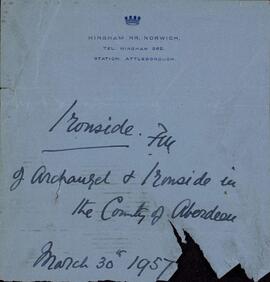 HINGHAM, NR. NORWICH.
TEL. HINGHAM
STATION, ATTLEBOROUGH.
Ironside. FM
of Archangel & Ironside in
the County of Aberdeen
March 30th 1957